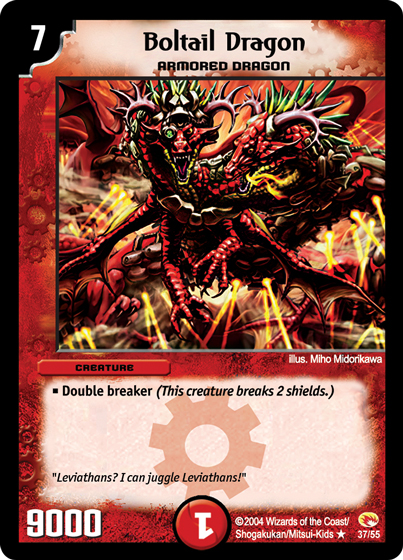 7
Boltail Dragon
ARMORED DRAGON
illus. Miho Midorikawa
CREATURE
▪ Double breaker (This creature breaks 2 shields.)
"Leviathans? I can juggle Leviathans!"
9000
1
©2004 Wizards of the Coast/
Shogakukan/Mitsui-Kids ★ 37/55